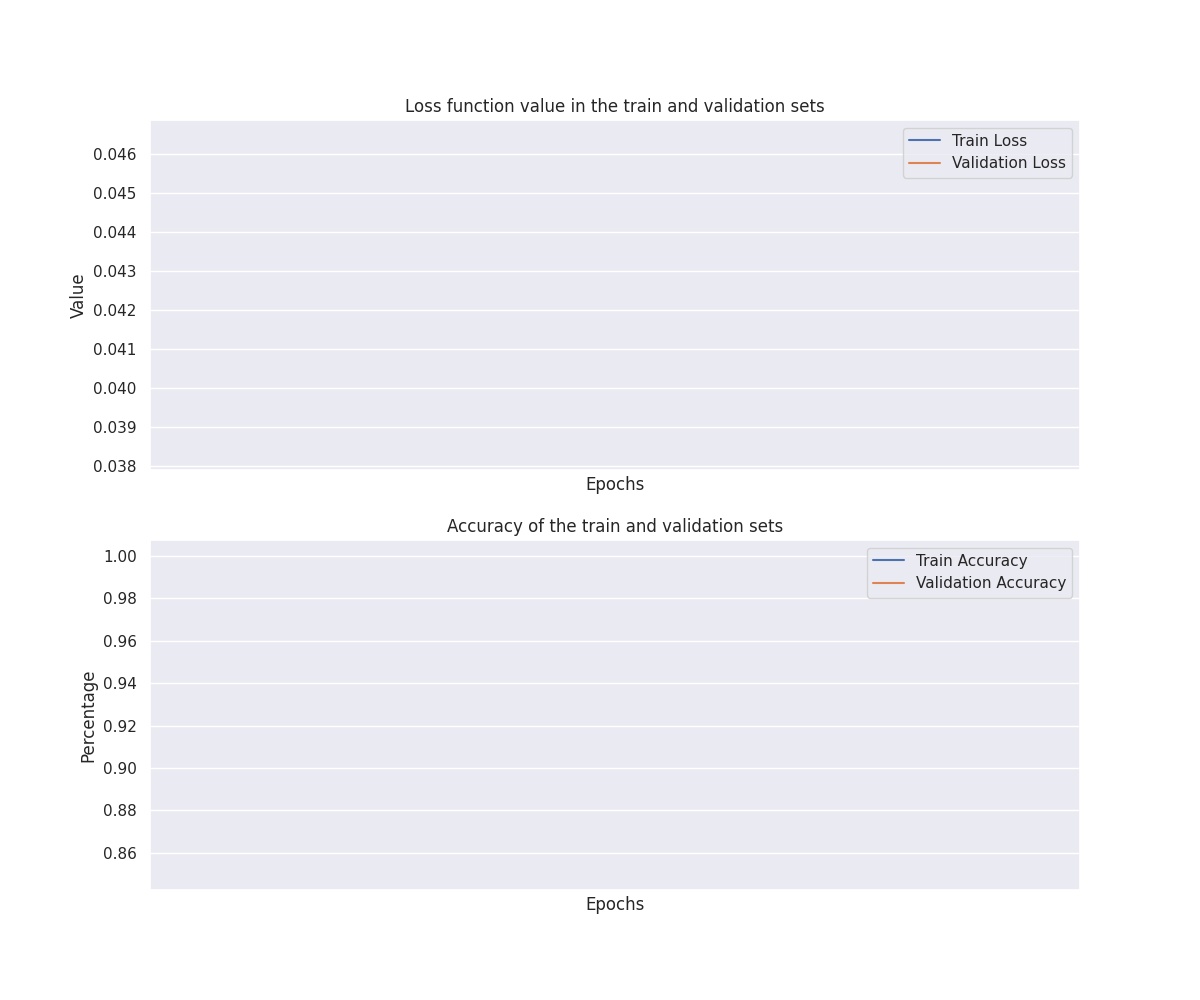 Loss function value in the train and validation sets
Train Loss
Validation Loss
0.046
0.045
0.044
0.043
0.042
0.041
0.040
0.039
0.038
Value
Epochs
Accuracy of the train and validation sets
Train Accuracy
Validation Accuracy
1.00
0.98
0.96
0.94
0.92
0.90
0.88
0.86
Percentage
Epochs